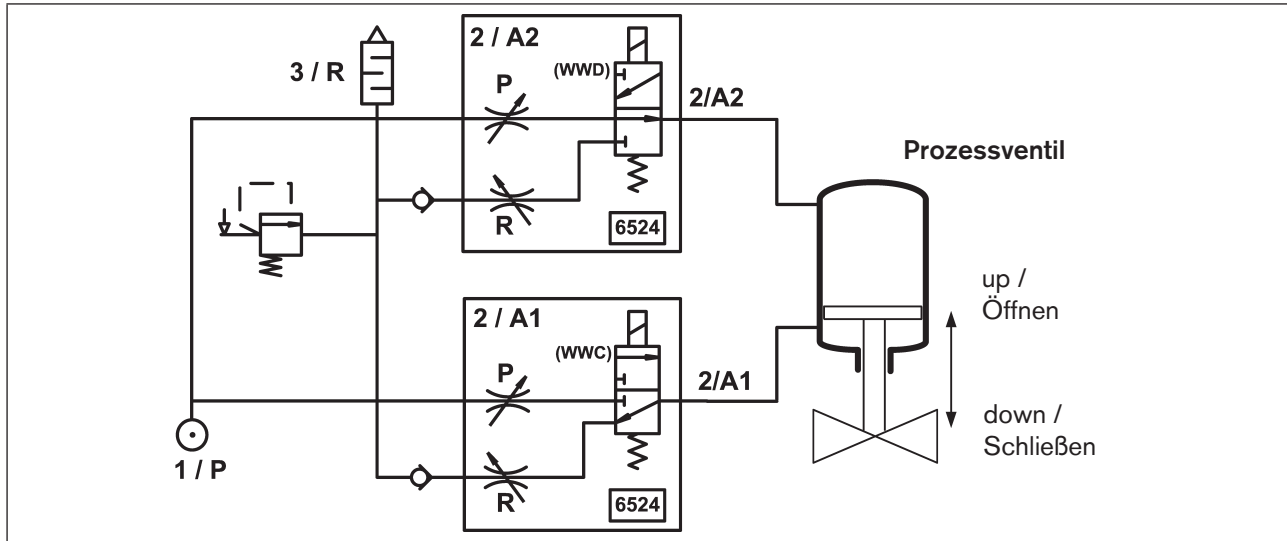 2 / A2
3 / R
P
(WWD)
2/A2
R
6524
Prozessventil
up /
Öffnen
2 / A1
P
(WWC)
2/A1
down /
Schließen
1 / P
R
6524